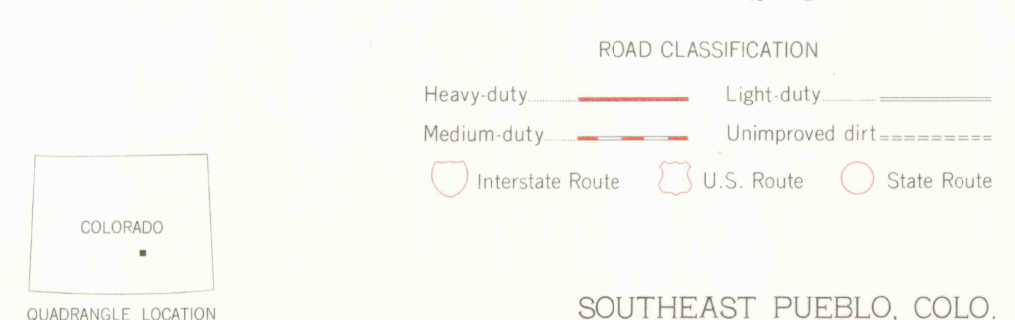 ROAD CLASSIFICATION
Heavy-duty Light-duty
Medium-duty Unimproved dirt
Interstate Route U.S. Route State Route
COLORADO
QUADRANGLE LOCATION
SOUTHEAST PUEBLO, COLO.